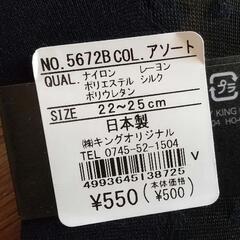 NO.5672B COL.アソート
QUAL. ナイロン レーヨン
ポリエステル シルク
ポリウレタン
SIZE 22~25cm
日本製
㈱キングオリジナル
TEL 0745-52-1504
V
4993645138725
¥550 (本体価格 ¥500)
KING
HO